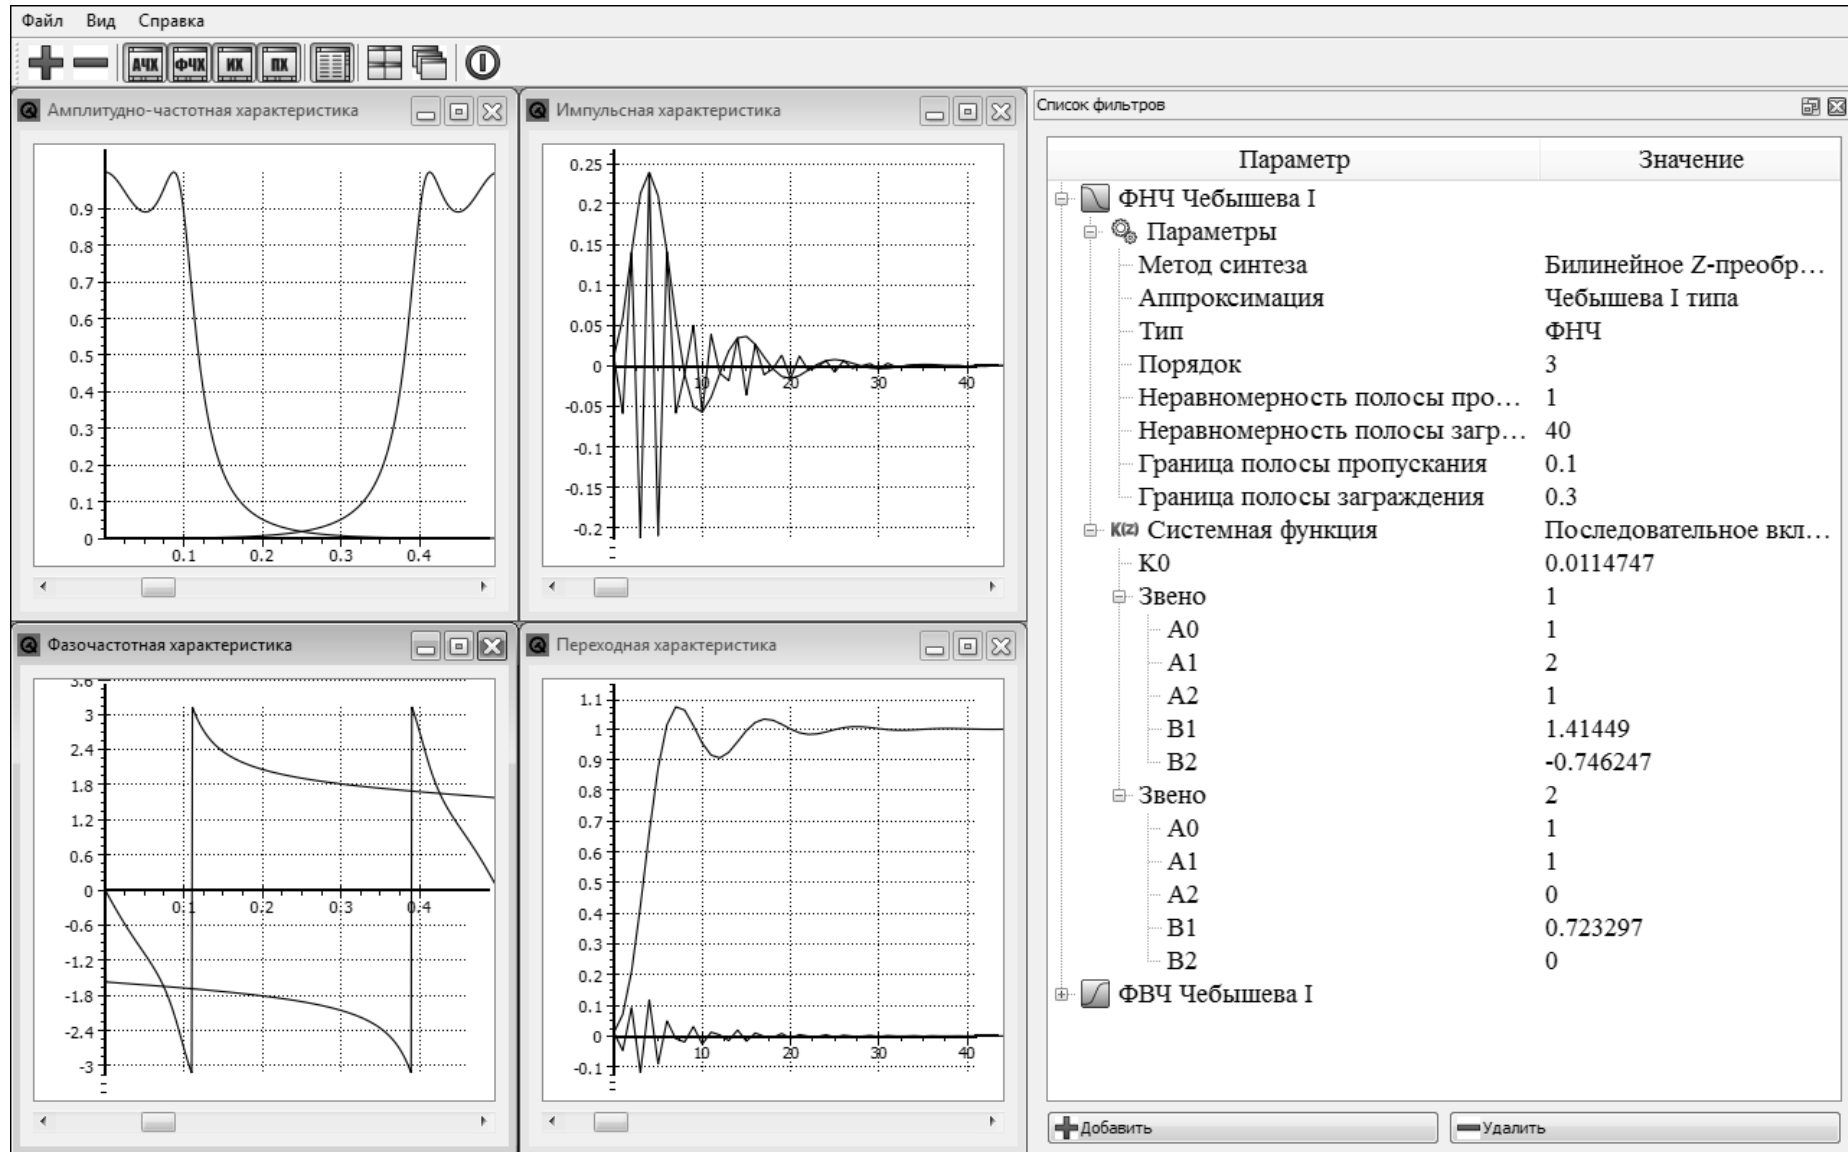 Файл Вид Справка
АЧХ ФЧХ ИХ ПХ
Амплитудно-частотная характеристика
0.9
0.8
0.7
0.6
0.5
0.4
0.3
0.2
0.1
0
0.1 0.2 0.3 0.4
Импульсная характеристика
0.25
0.2
0.15
0.1
0.05
0
-0.05
-0.1
-0.15
-0.2
10 20 30 40
Фазочастотная характеристика
3.6
3
2.4
1.8
1.2
0.6
0
-0.6
-1.2
-1.8
-2.4
-3
0.1 0.2 0.3 0.4
Переходная характеристика
1.1
1
0.9
0.8
0.7
0.6
0.5
0.4
0.3
0.2
0.1
0
-0.1
10 20 30 40
Список фильтров
Параметр Значение
ФНЧ Чебышева I
Параметры
Метод синтеза Билинейное Z-преобр...
Аппроксимация Чебышева I типа
Тип ФНЧ
Порядок 3
Неравномерность полосы про... 1
Неравномерность полосы загр... 40
Граница полосы пропускания 0.1
Граница полосы заграждения 0.3
K(z) Системная функция Последовательное вкл...
K0 0.0114747
Звено 1
A0 1
A1 2
A2 1
B1 1.41449
B2 -0.746247
Звено 2
A0 1
A1 1
A2 0
B1 0.723297
B2 0
ФВЧ Чебышева I
Добавить Удалить